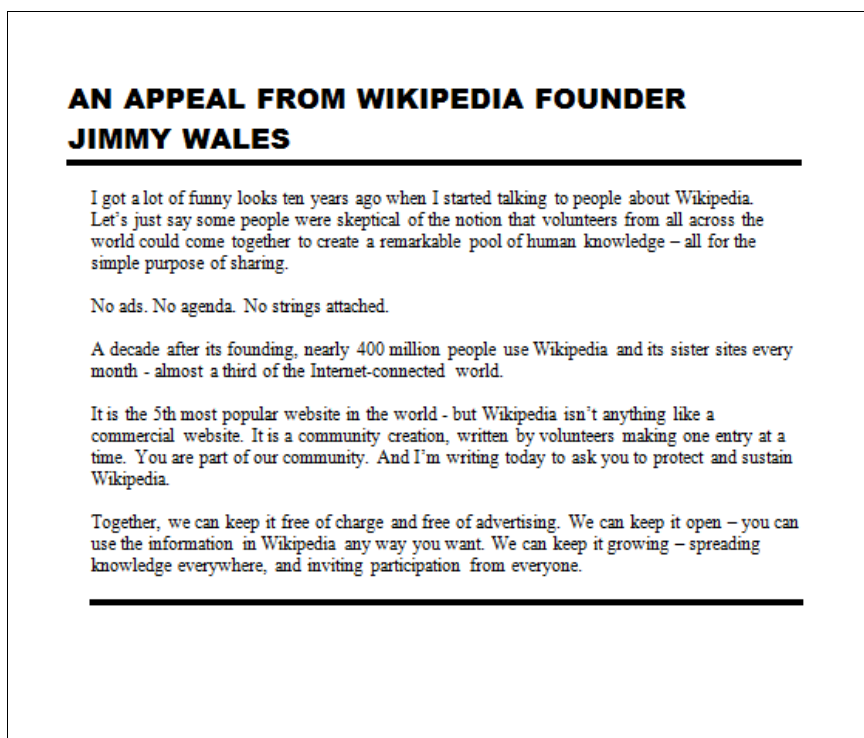 AN APPEAL FROM WIKIPEDIA FOUNDER
JIMMY WALES
I got a lot of funny looks ten years ago when I started talking to people about Wikipedia.
Let’s just say some people were skeptical of the notion that volunteers from all across the
world could come together to create a remarkable pool of human knowledge – all for the
simple purpose of sharing.
No ads. No agenda. No strings attached.
A decade after its founding, nearly 400 million people use Wikipedia and its sister sites every
month - almost a third of the Internet-connected world.
It is the 5th most popular website in the world - but Wikipedia isn’t anything like a
commercial website. It is a community creation, written by volunteers making one entry at a
time. You are part of our community. And I’m writing today to ask you to protect and sustain
Wikipedia.
Together, we can keep it free of charge and free of advertising. We can keep it open – you can
use the information in Wikipedia any way you want. We can keep it growing – spreading
knowledge everywhere, and inviting participation from everyone.